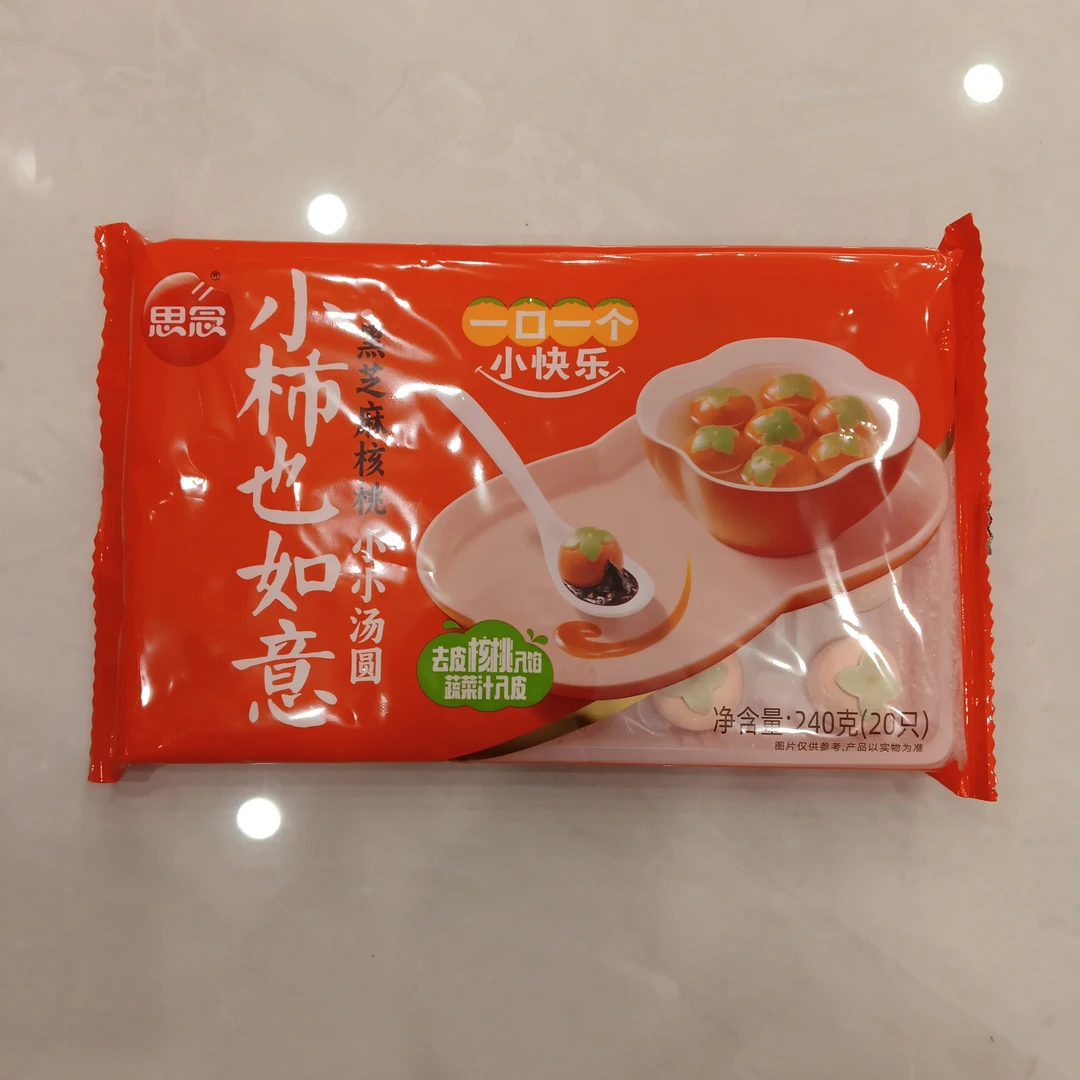 思念
小柿也如意
黑芝麻核桃小小汤圆
一口一个
小快乐
去皮核桃入馅
蔬菜汁入皮
净含量:240克(20只)
图片仅供参考,产品以实物为准